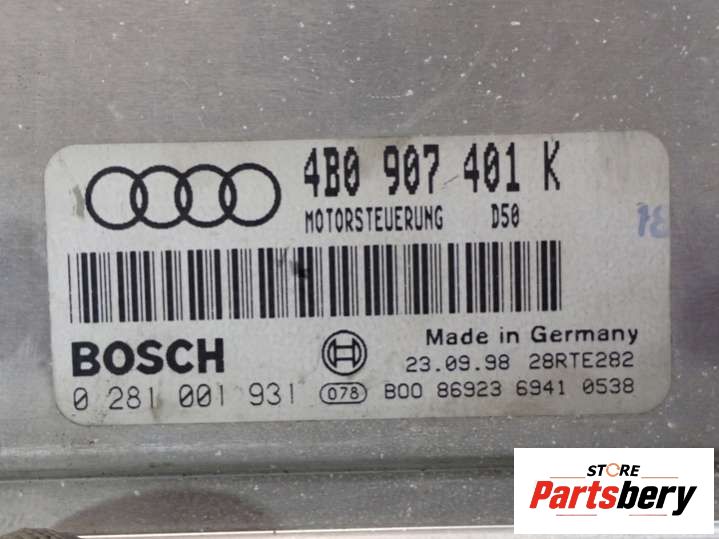 4B0 907 401 K
MOTORSTEUERUNG D50
18
BOSCH
Made in Germany
23.09.98 28RTE282
0 281 001 931 078 B00 86923 6941 0538
STORE
Partsbery